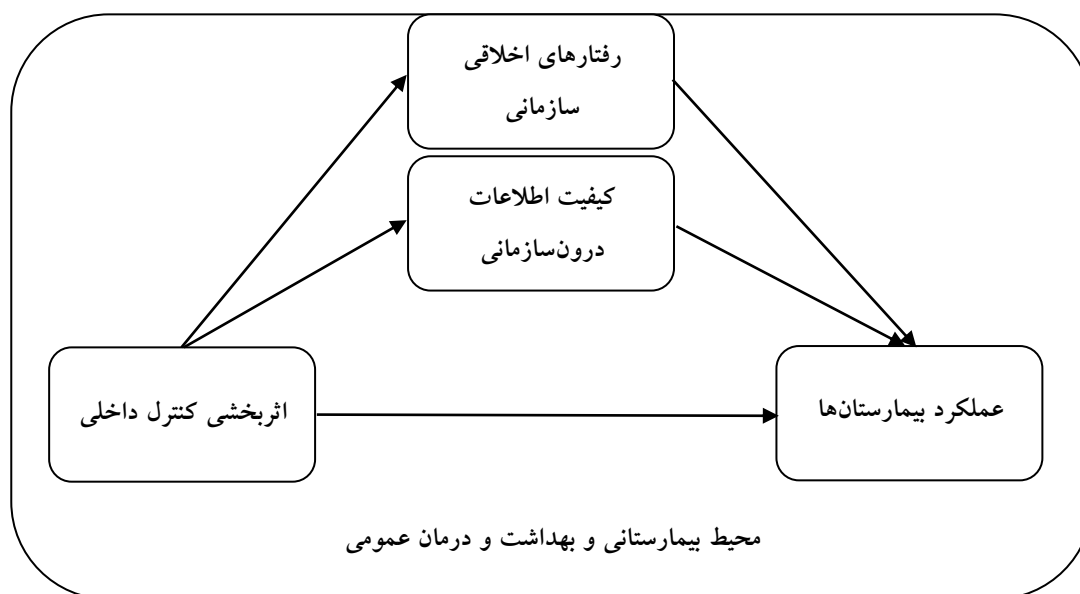 رفتارهای اخلاقی
سازمانی
کیفیت اطلاعات
درون‌سازمانی
اثربخشی کنترل داخلی
عملکرد بیمارستان‌ها
محیط بیمارستانی و بهداشت و درمان عمومی